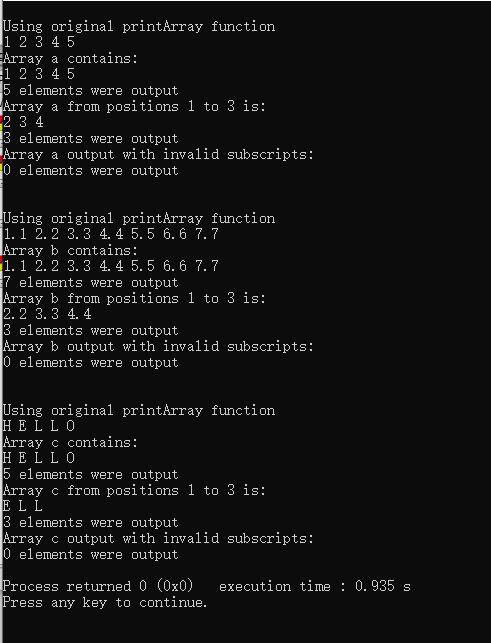 Using original printArray function
1 2 3 4 5
Array a contains:
1 2 3 4 5
5 elements were output
Array a from positions 1 to 3 is:
2 3 4
3 elements were output
Array a output with invalid subscripts:
0 elements were output
Using original printArray function
1.1 2.2 3.3 4.4 5.5 6.6 7.7
Array b contains:
1.1 2.2 3.3 4.4 5.5 6.6 7.7
7 elements were output
Array b from positions 1 to 3 is:
2.2 3.3 4.4
3 elements were output
Array b output with invalid subscripts:
0 elements were output
Using original printArray function
H E L L O
Array c contains:
H E L L O
5 elements were output
Array c from positions 1 to 3 is:
E L L
3 elements were output
Array c output with invalid subscripts:
0 elements were output
Process returned 0 (0x0)   execution time : 0.935 s
Press any key to continue.